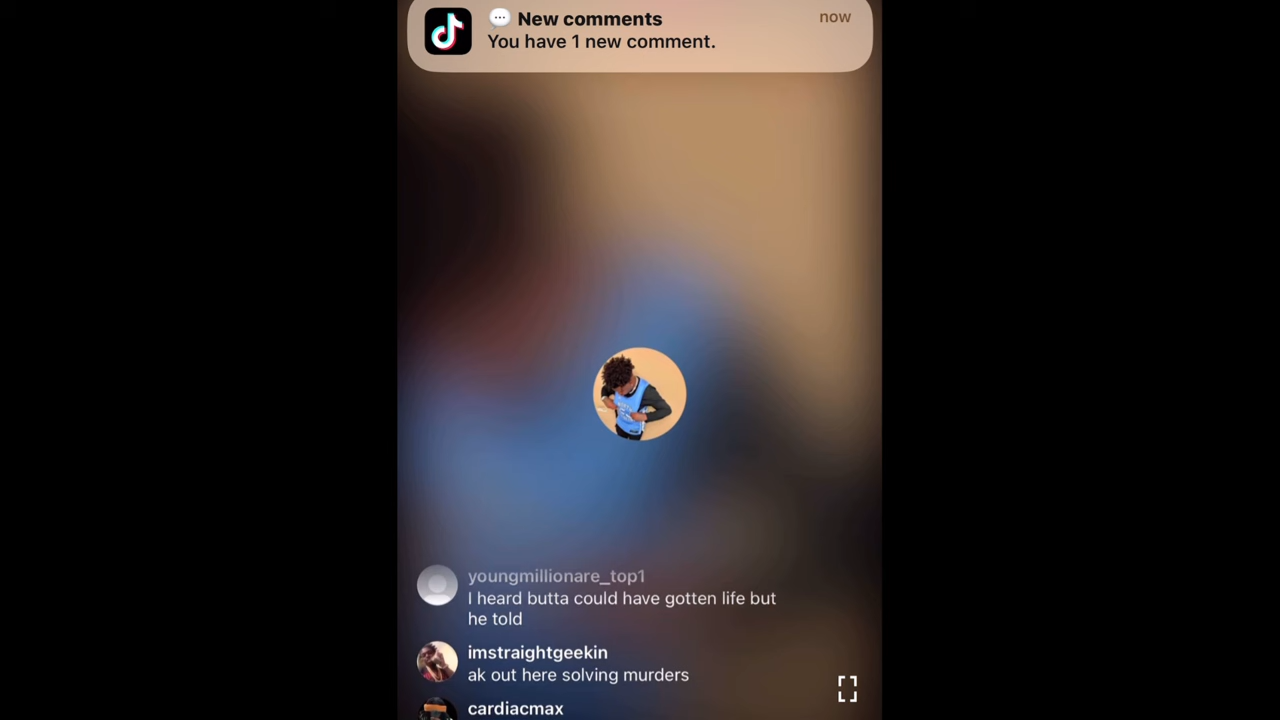 💬 New comments
now
You have 1 new comment.
youngmillionare_top1
I heard butta could have gotten life but
he told
imstraightgeekin
ak out here solving murders
cardiacmax